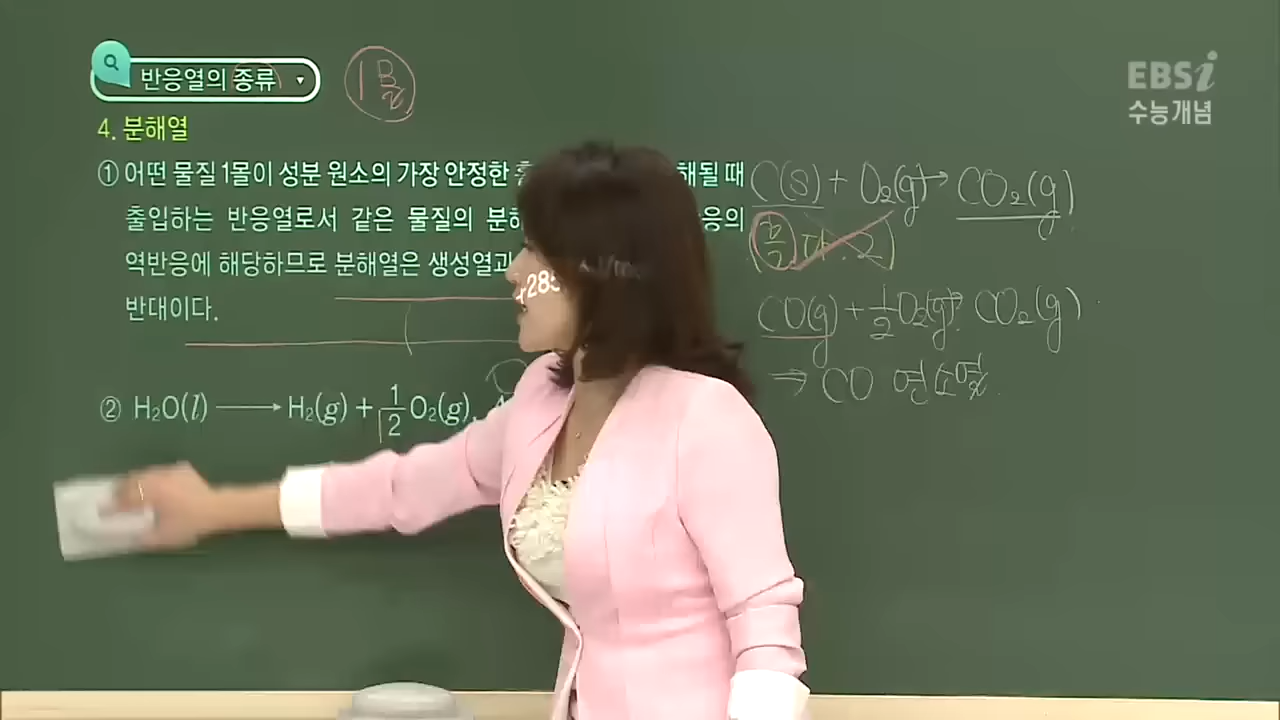 반응열의 종류
1몰
EBSi
수능개념
4. 분해열
① 어떤 물질 1몰이 성분 원소의 가장 안정한 해될 때
출입하는 반응열로서 같은 물질의 분해 응의
역반응에 해당하므로 분해열은 생성열과
반대이다.
② H₂O(l) ⟶ H₂(g) + 1/2 O₂(g),
+285
C(s) + O₂(g) → CO₂(g)
CO(g) + 1/2 O₂(g) → CO₂(g)
⇒ CO 연소열